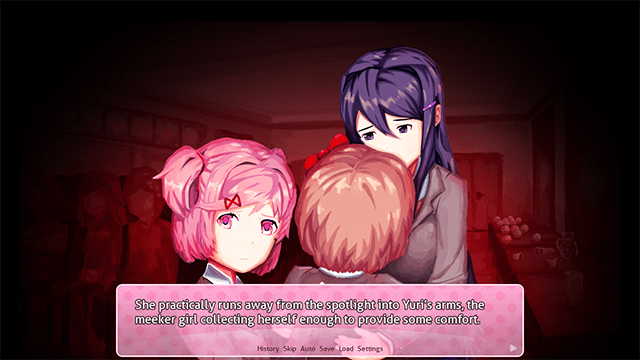 She practically runs away from the spotlight into Yuri's arms, the
meeker girl collecting herself enough to provide some comfort.
History Skip Auto Save Load Settings